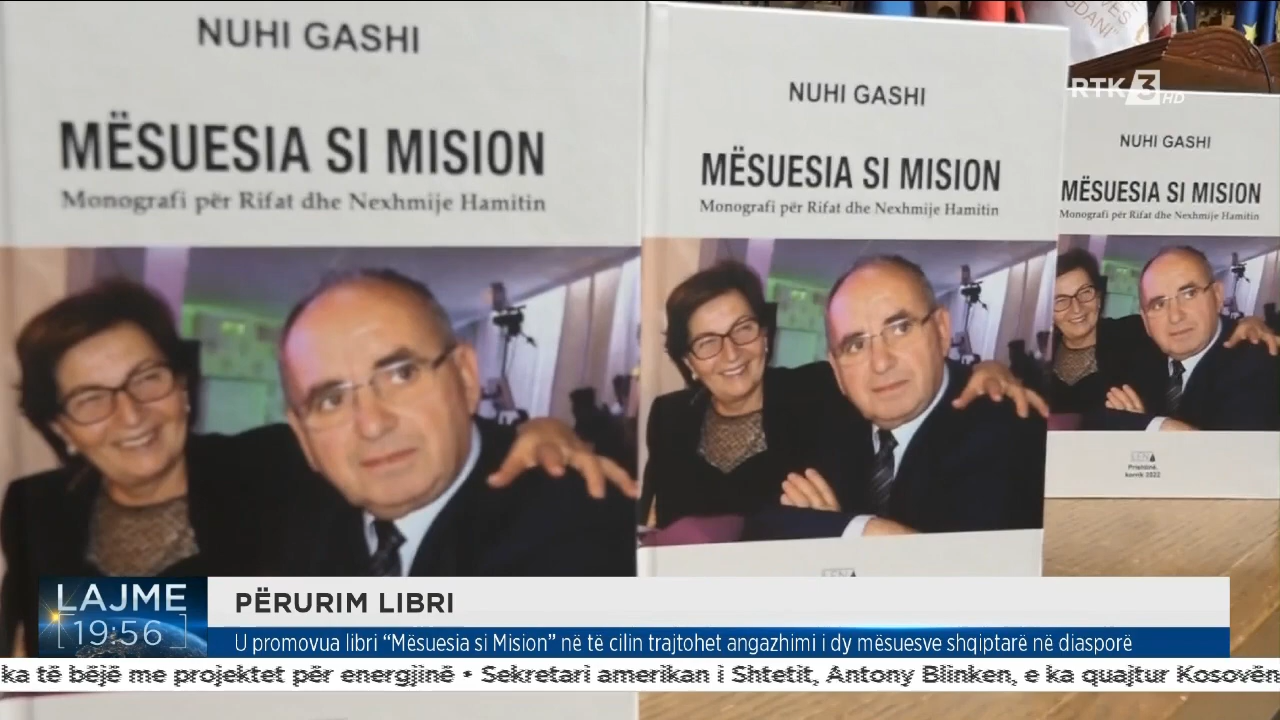 NUHI GASHI
MËSUESIA SI MISION
Monografi për Rifat dhe Nexhmije Hamitin
NUHI GASHI
MËSUESIA SI MISION
Monografi për Rifat dhe Nexhmije Hamitin
NUHI GASHI
MËSUESIA SI MISION
Monografi për Rifat dhe Nexhmije Hamitin
Prishtinë,
korrik 2022
RTK 3 HD
LAJME
19:56
PËRURIM LIBRI
U promovua libri “Mësuesia si Mision” në të cilin trajtohet angazhimi i dy mësuesve shqiptarë në diasporë
ka të bëjë me projektet për energjinë • Sekretari amerikan i Shtetit, Antony Blinken, e ka quajtur Kosovën